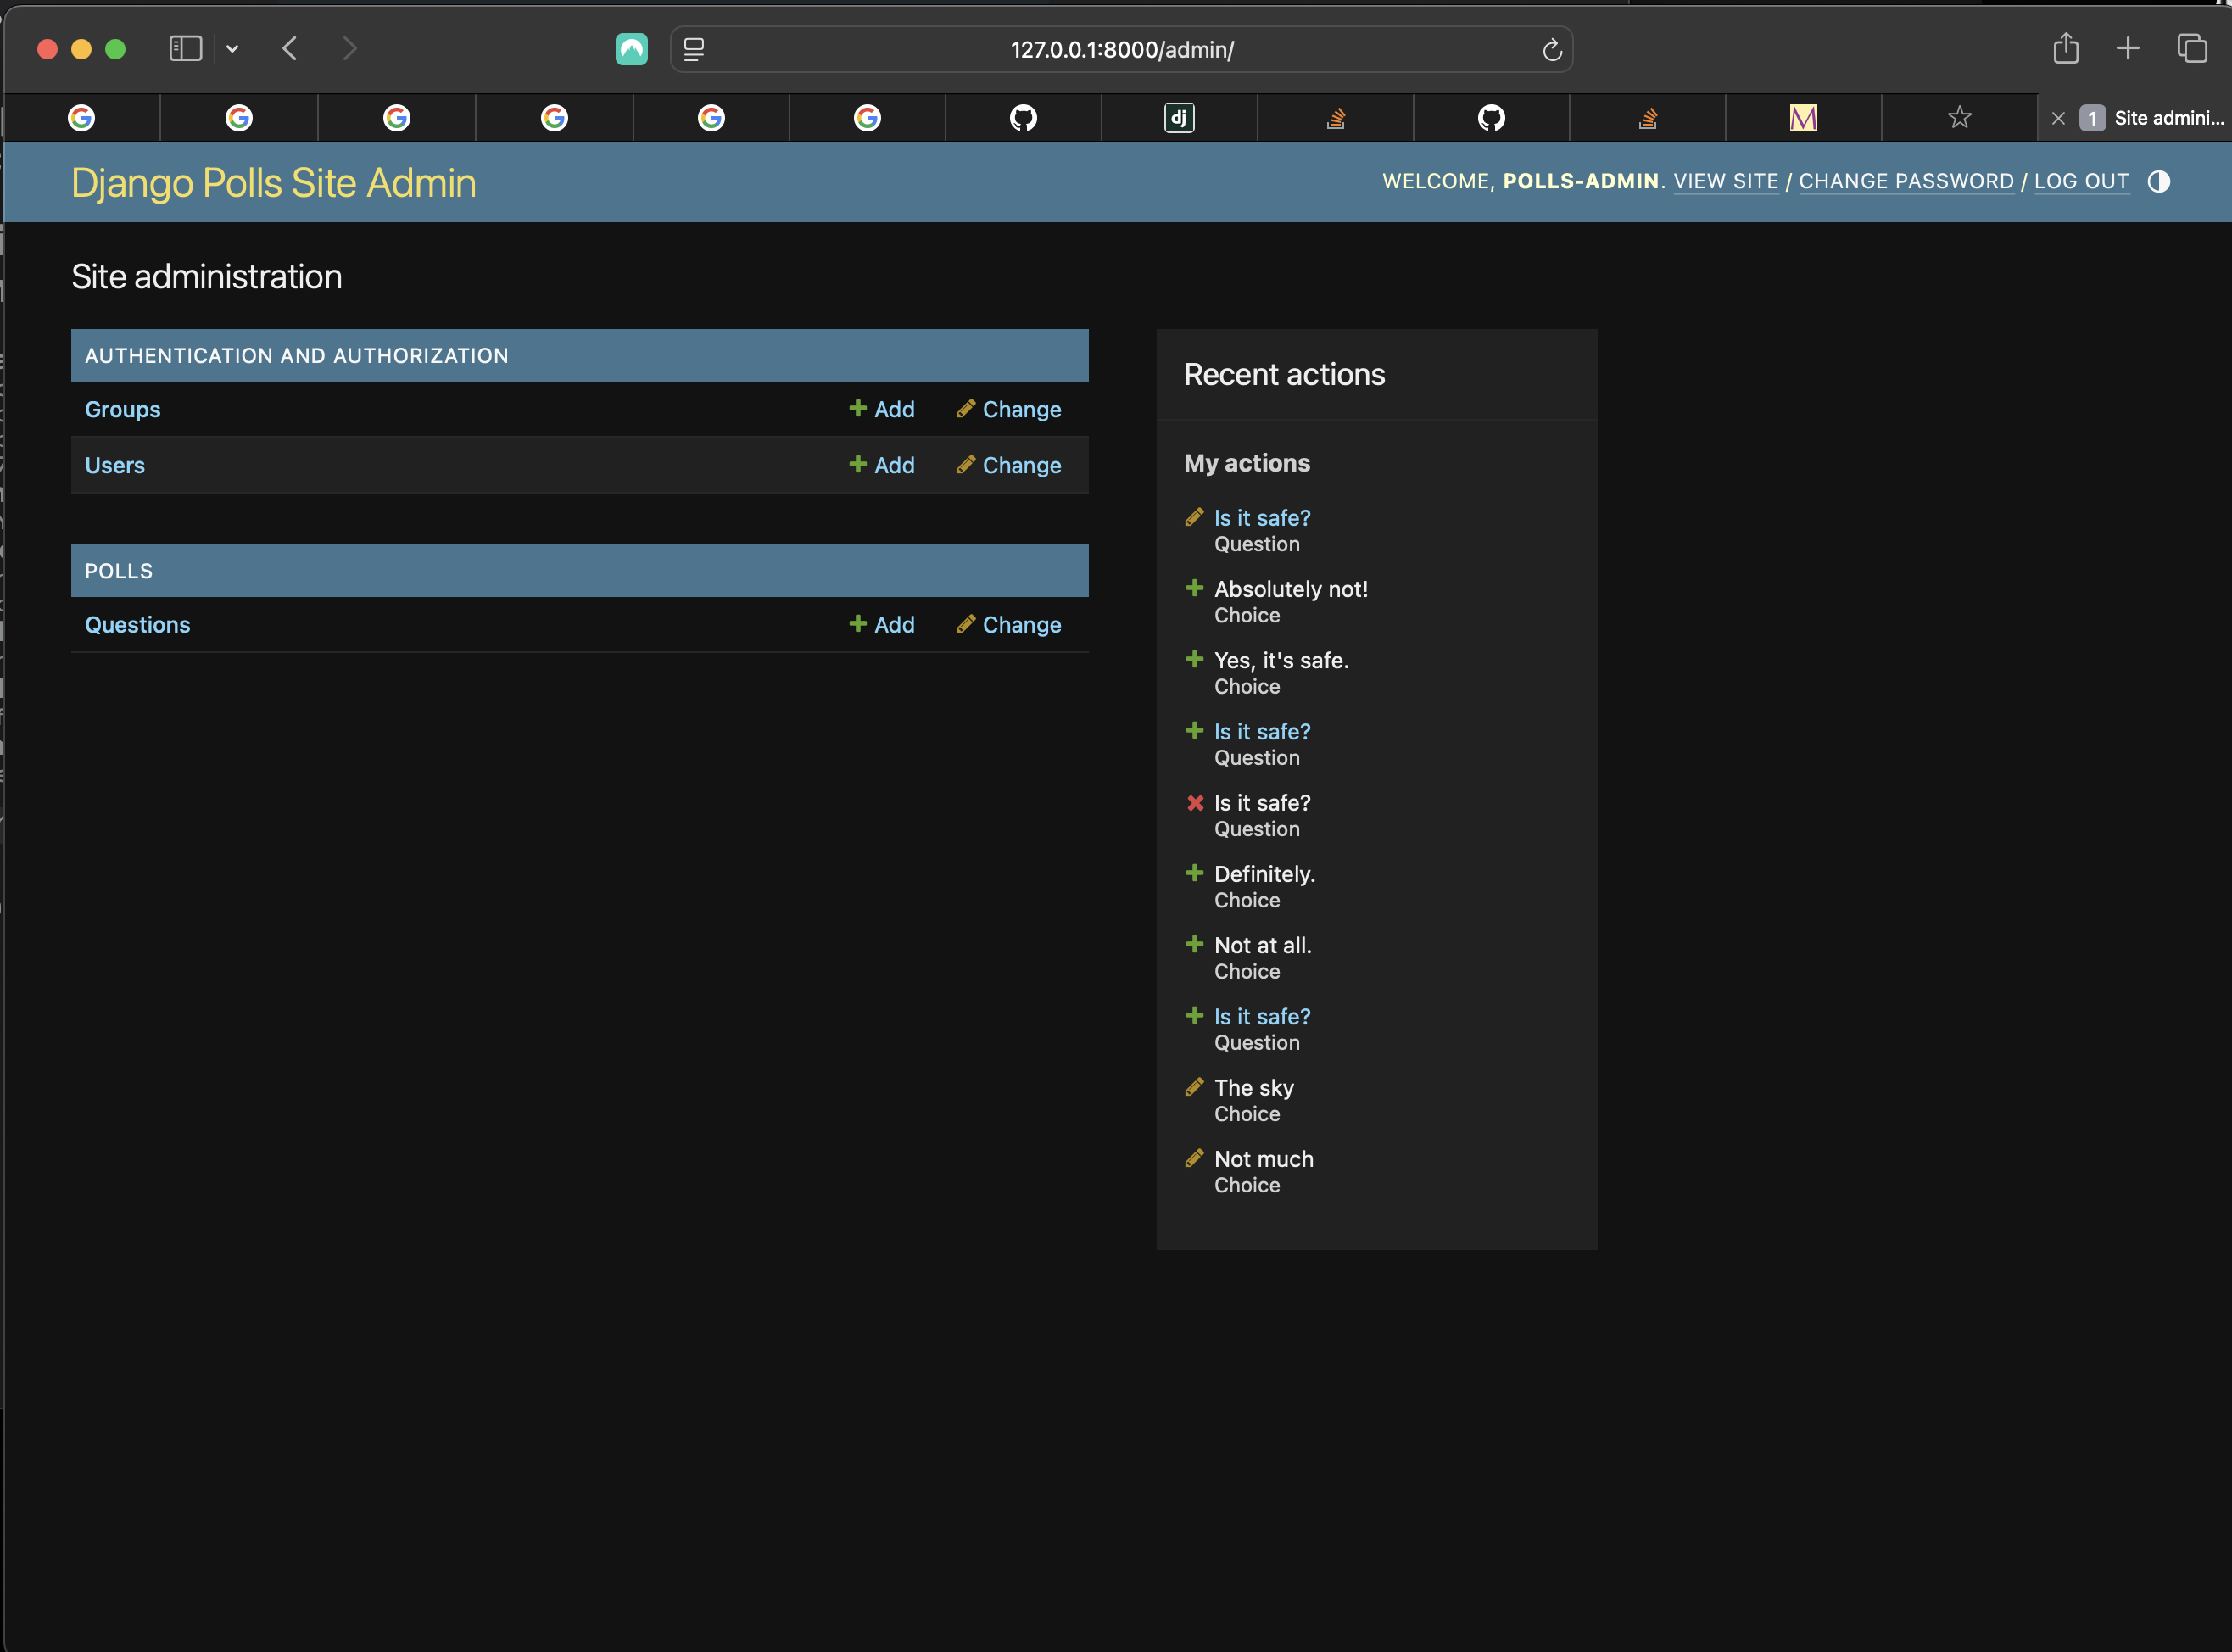 127.0.0.1:8000/admin/
dj
1 Site admini...
Django Polls Site Admin
WELCOME, POLLS-ADMIN. VIEW SITE / CHANGE PASSWORD / LOG OUT
Site administration
AUTHENTICATION AND AUTHORIZATION
Groups Add Change
Users Add Change
POLLS
Questions Add Change
Recent actions
My actions
Is it safe?
Question
Absolutely not!
Choice
Yes, it's safe.
Choice
Is it safe?
Question
Is it safe?
Question
Definitely.
Choice
Not at all.
Choice
Is it safe?
Question
The sky
Choice
Not much
Choice